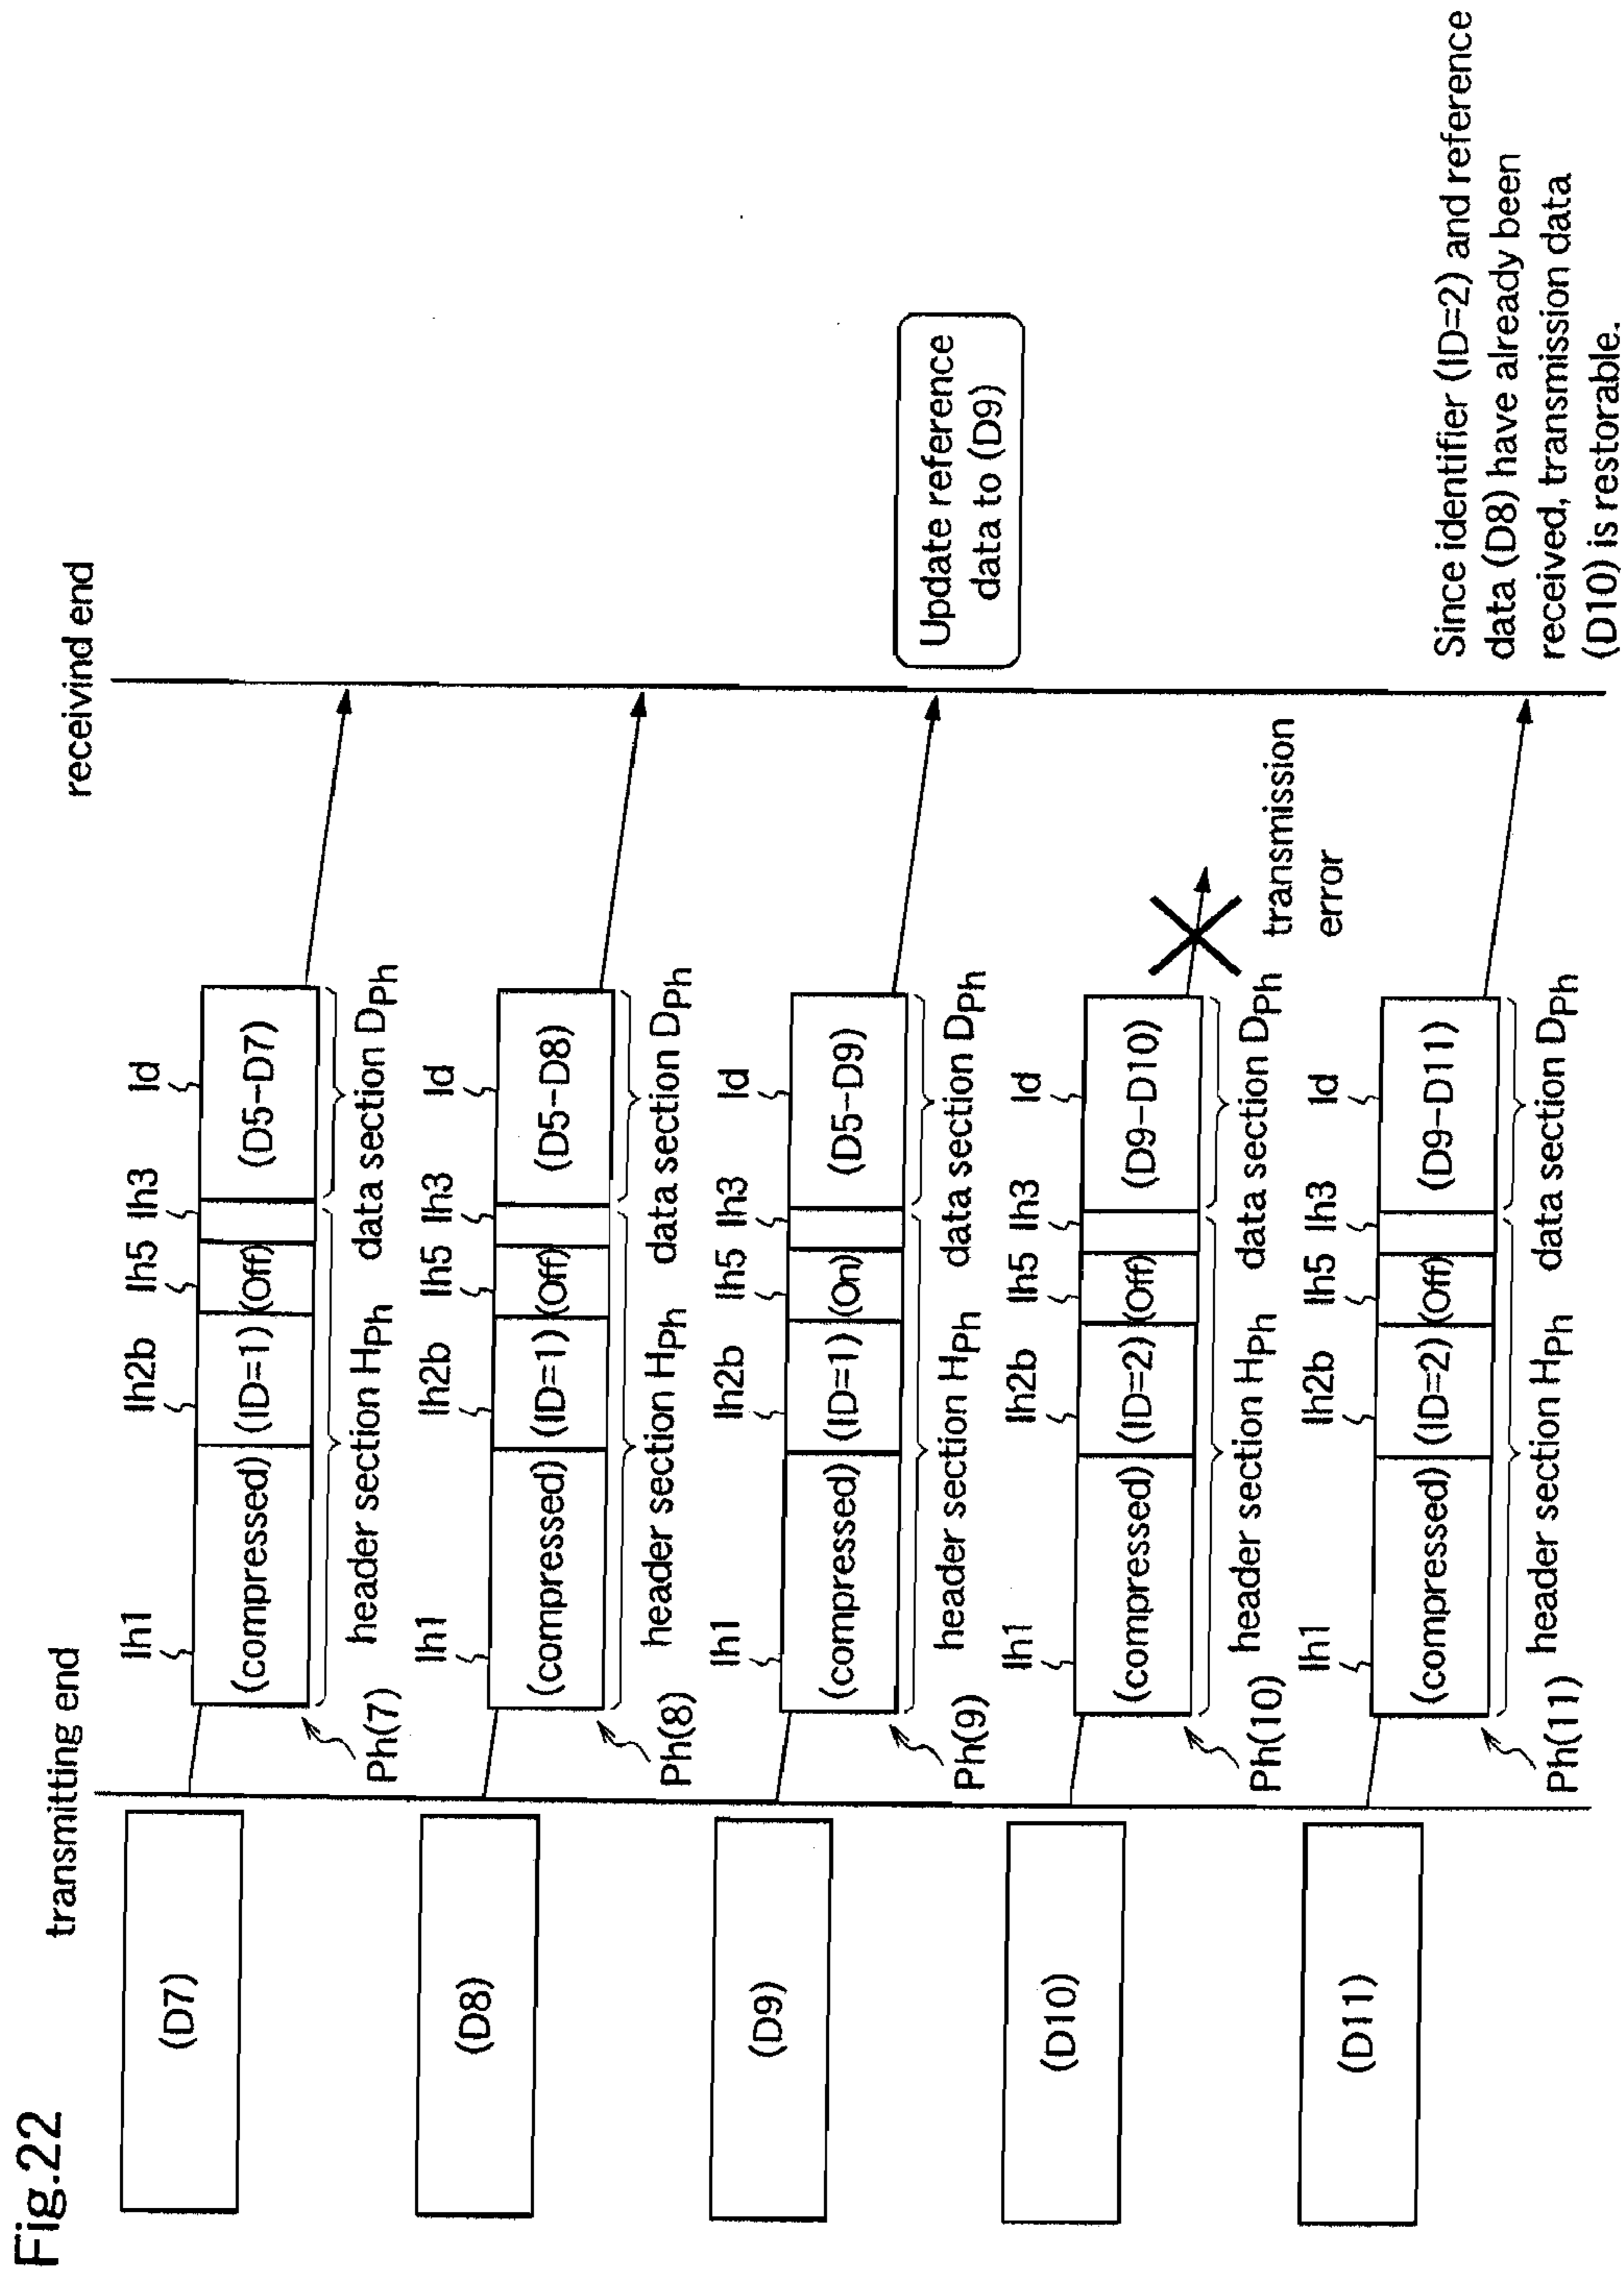 Fig.22
transmitting end
receivind end
(D7)
Ih1 Ih2b Ih5 Ih3 Id
(compressed) (ID=1) (Off) (D5-D7)
Ph(7)
header section HPh data section DPh
(D8)
Ih1 Ih2b Ih5 Ih3 Id
(compressed) (ID=1) (Off) (D5-D8)
Ph(8)
header section HPh data section DPh
(D9)
Ih1 Ih2b Ih5 Ih3 Id
(compressed) (ID=1) (On) (D5-D9)
Ph(9)
header section HPh data section DPh
Update reference
data to (D9)
(D10)
Ih1 Ih2b Ih5 Ih3 Id
(compressed) (ID=2) (Off) (D9-D10)
Ph(10)
header section HPh data section DPh
transmission
error
(D11)
Ih1 Ih2b Ih5 Ih3 Id
(compressed) (ID=2) (Off) (D9-D11)
Ph(11)
header section HPh data section DPh
Since identifier (ID=2) and reference
data (D8) have already been
received, transmission data
(D10) is restorable.